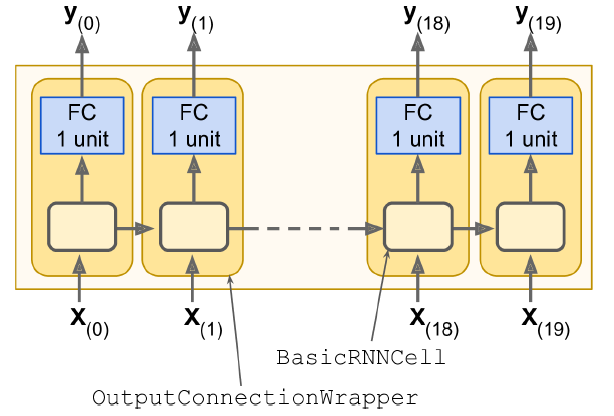 y(0) y(1) y(18) y(19)
FC FC FC FC
1 unit 1 unit 1 unit 1 unit
X(0) X(1) X(18) X(19)
BasicRNNCell
OutputConnectionWrapper